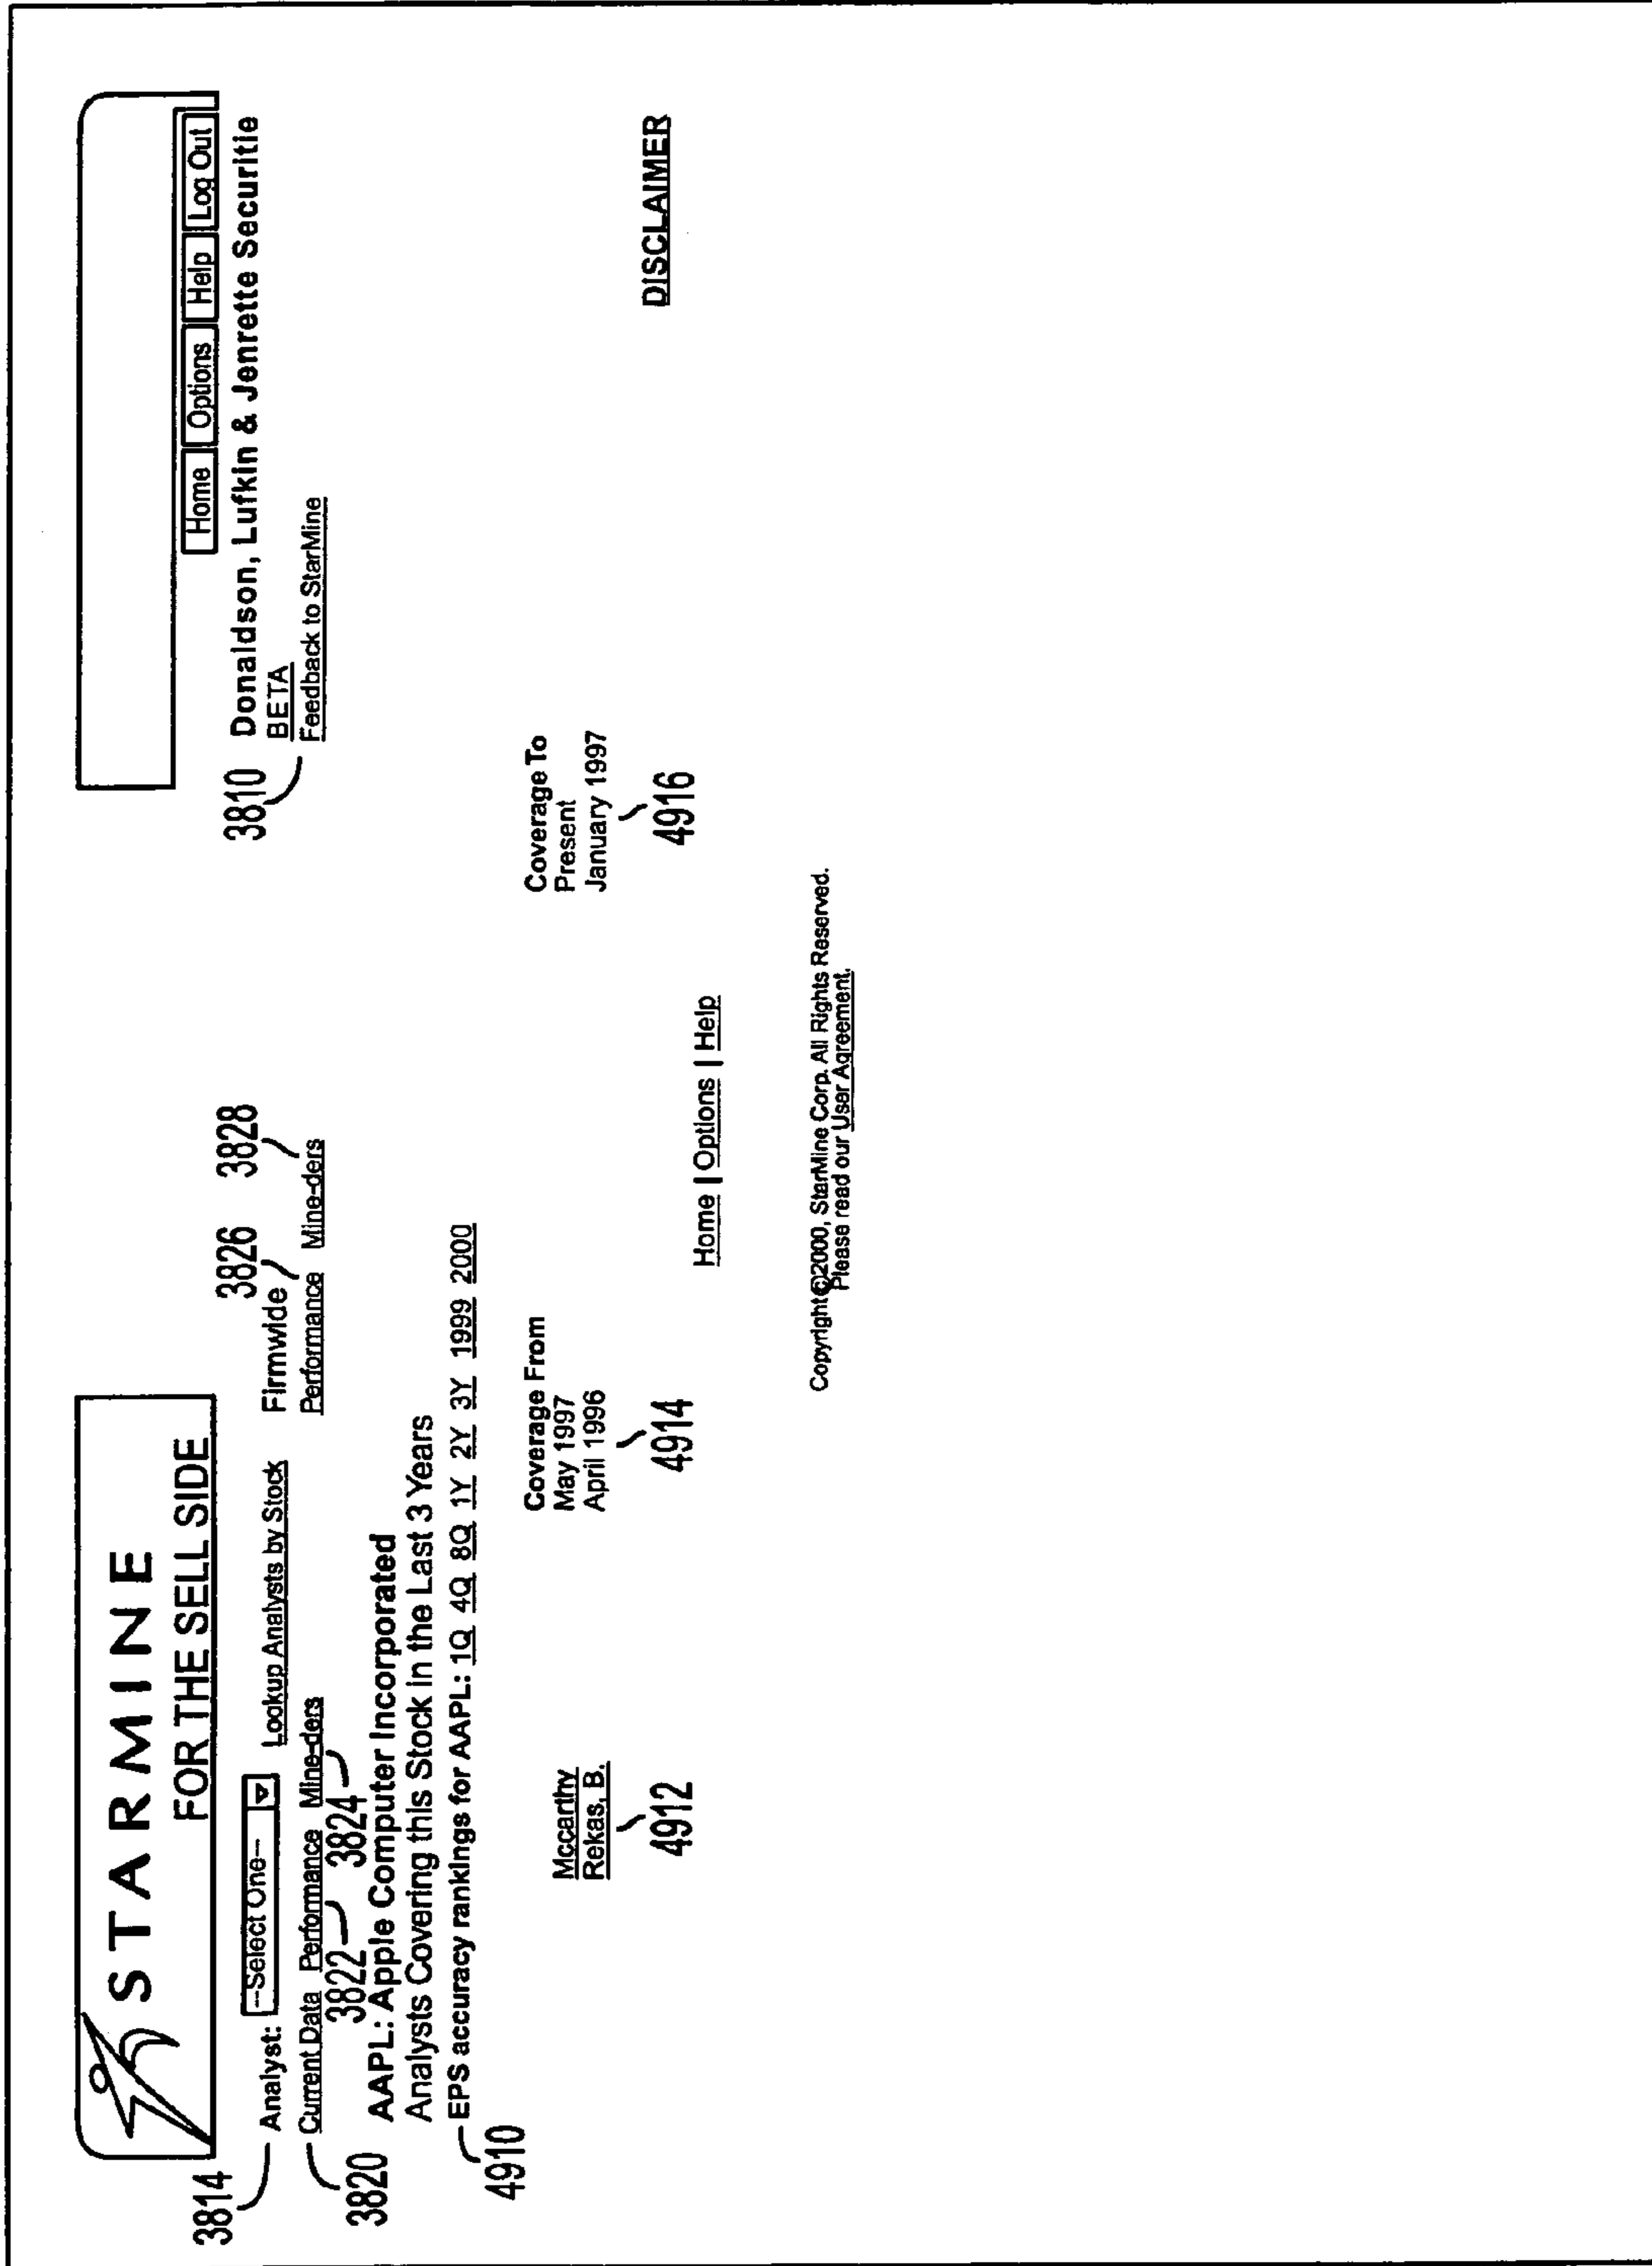 STARMINE
FOR THE SELL SIDE
Home Options Help Log Out
3814
Analyst: --Select One-- Lookup Analysts by Stock
3826 3828
Firmwide
3810
Donaldson, Lufkin & Jenrette Securitie
BETA
Current Data Performance Mine-ders Performance Mine-ders Feedback to StarMine
3820 3822 3824
AAPL: Apple Computer Incorporated
Analysts Covering this Stock in the Last 3 Years
EPS accuracy rankings for AAPL: 1Q 4Q 8Q 1Y 2Y 3Y 1999 2000
4910
Coverage From Coverage To
Mccarthy May 1997 Present
Rekas, B. April 1996 January 1997
4912 4914 4916
DISCLAIMER
Home | Options | Help
Copyright©2000, StarMine Corp. All Rights Reserved.
Please read our User Agreement.